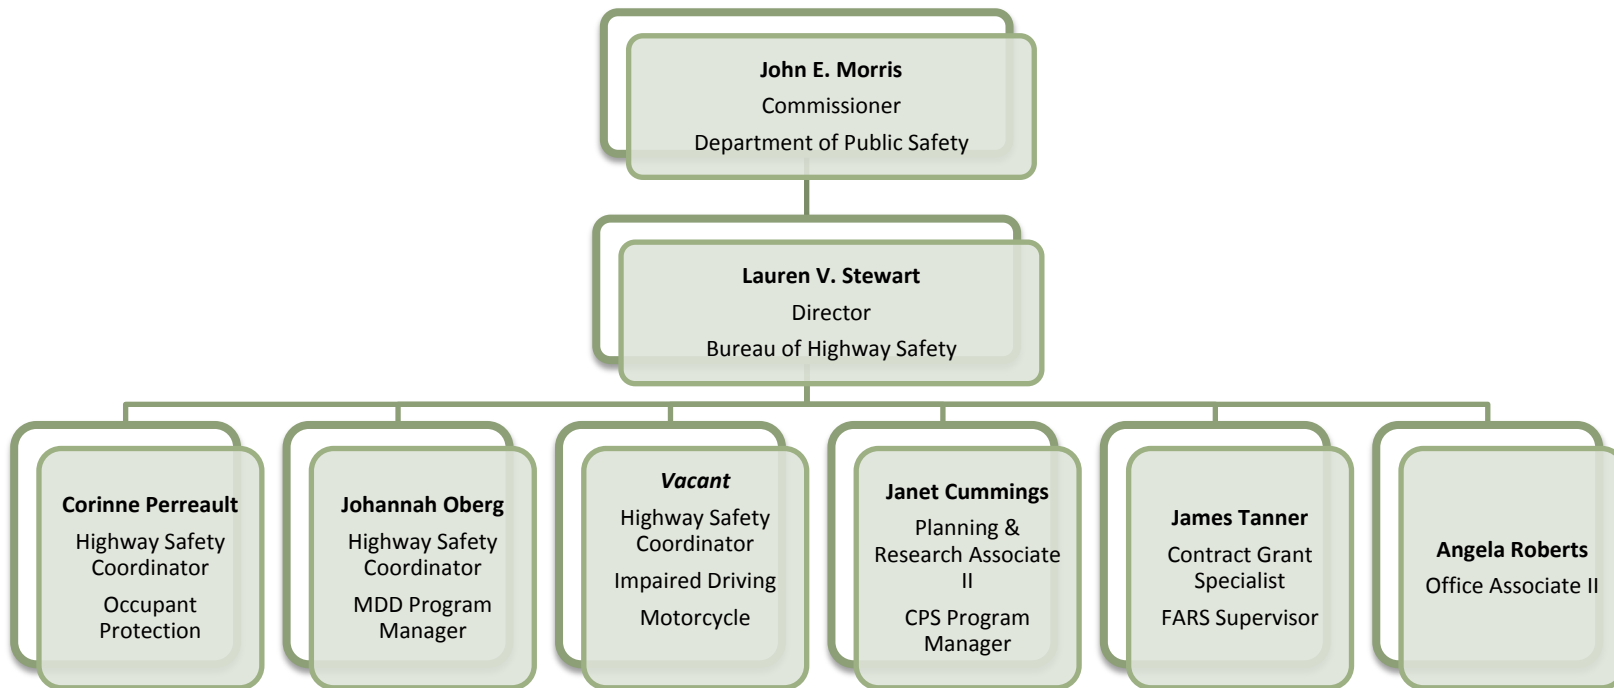 John E. Morris
Commissioner
Department of Public Safety
Lauren V. Stewart
Director
Bureau of Highway Safety
Corinne Perreault
Highway Safety
Coordinator
Occupant
Protection
Johannah Oberg
Highway Safety
Coordinator
MDD Program
Manager
Vacant
Highway Safety
Coordinator
Impaired Driving
Motorcycle
Janet Cummings
Planning &
Research Associate
II
CPS Program
Manager
James Tanner
Contract Grant
Specialist
FARS Supervisor
Angela Roberts
Office Associate II